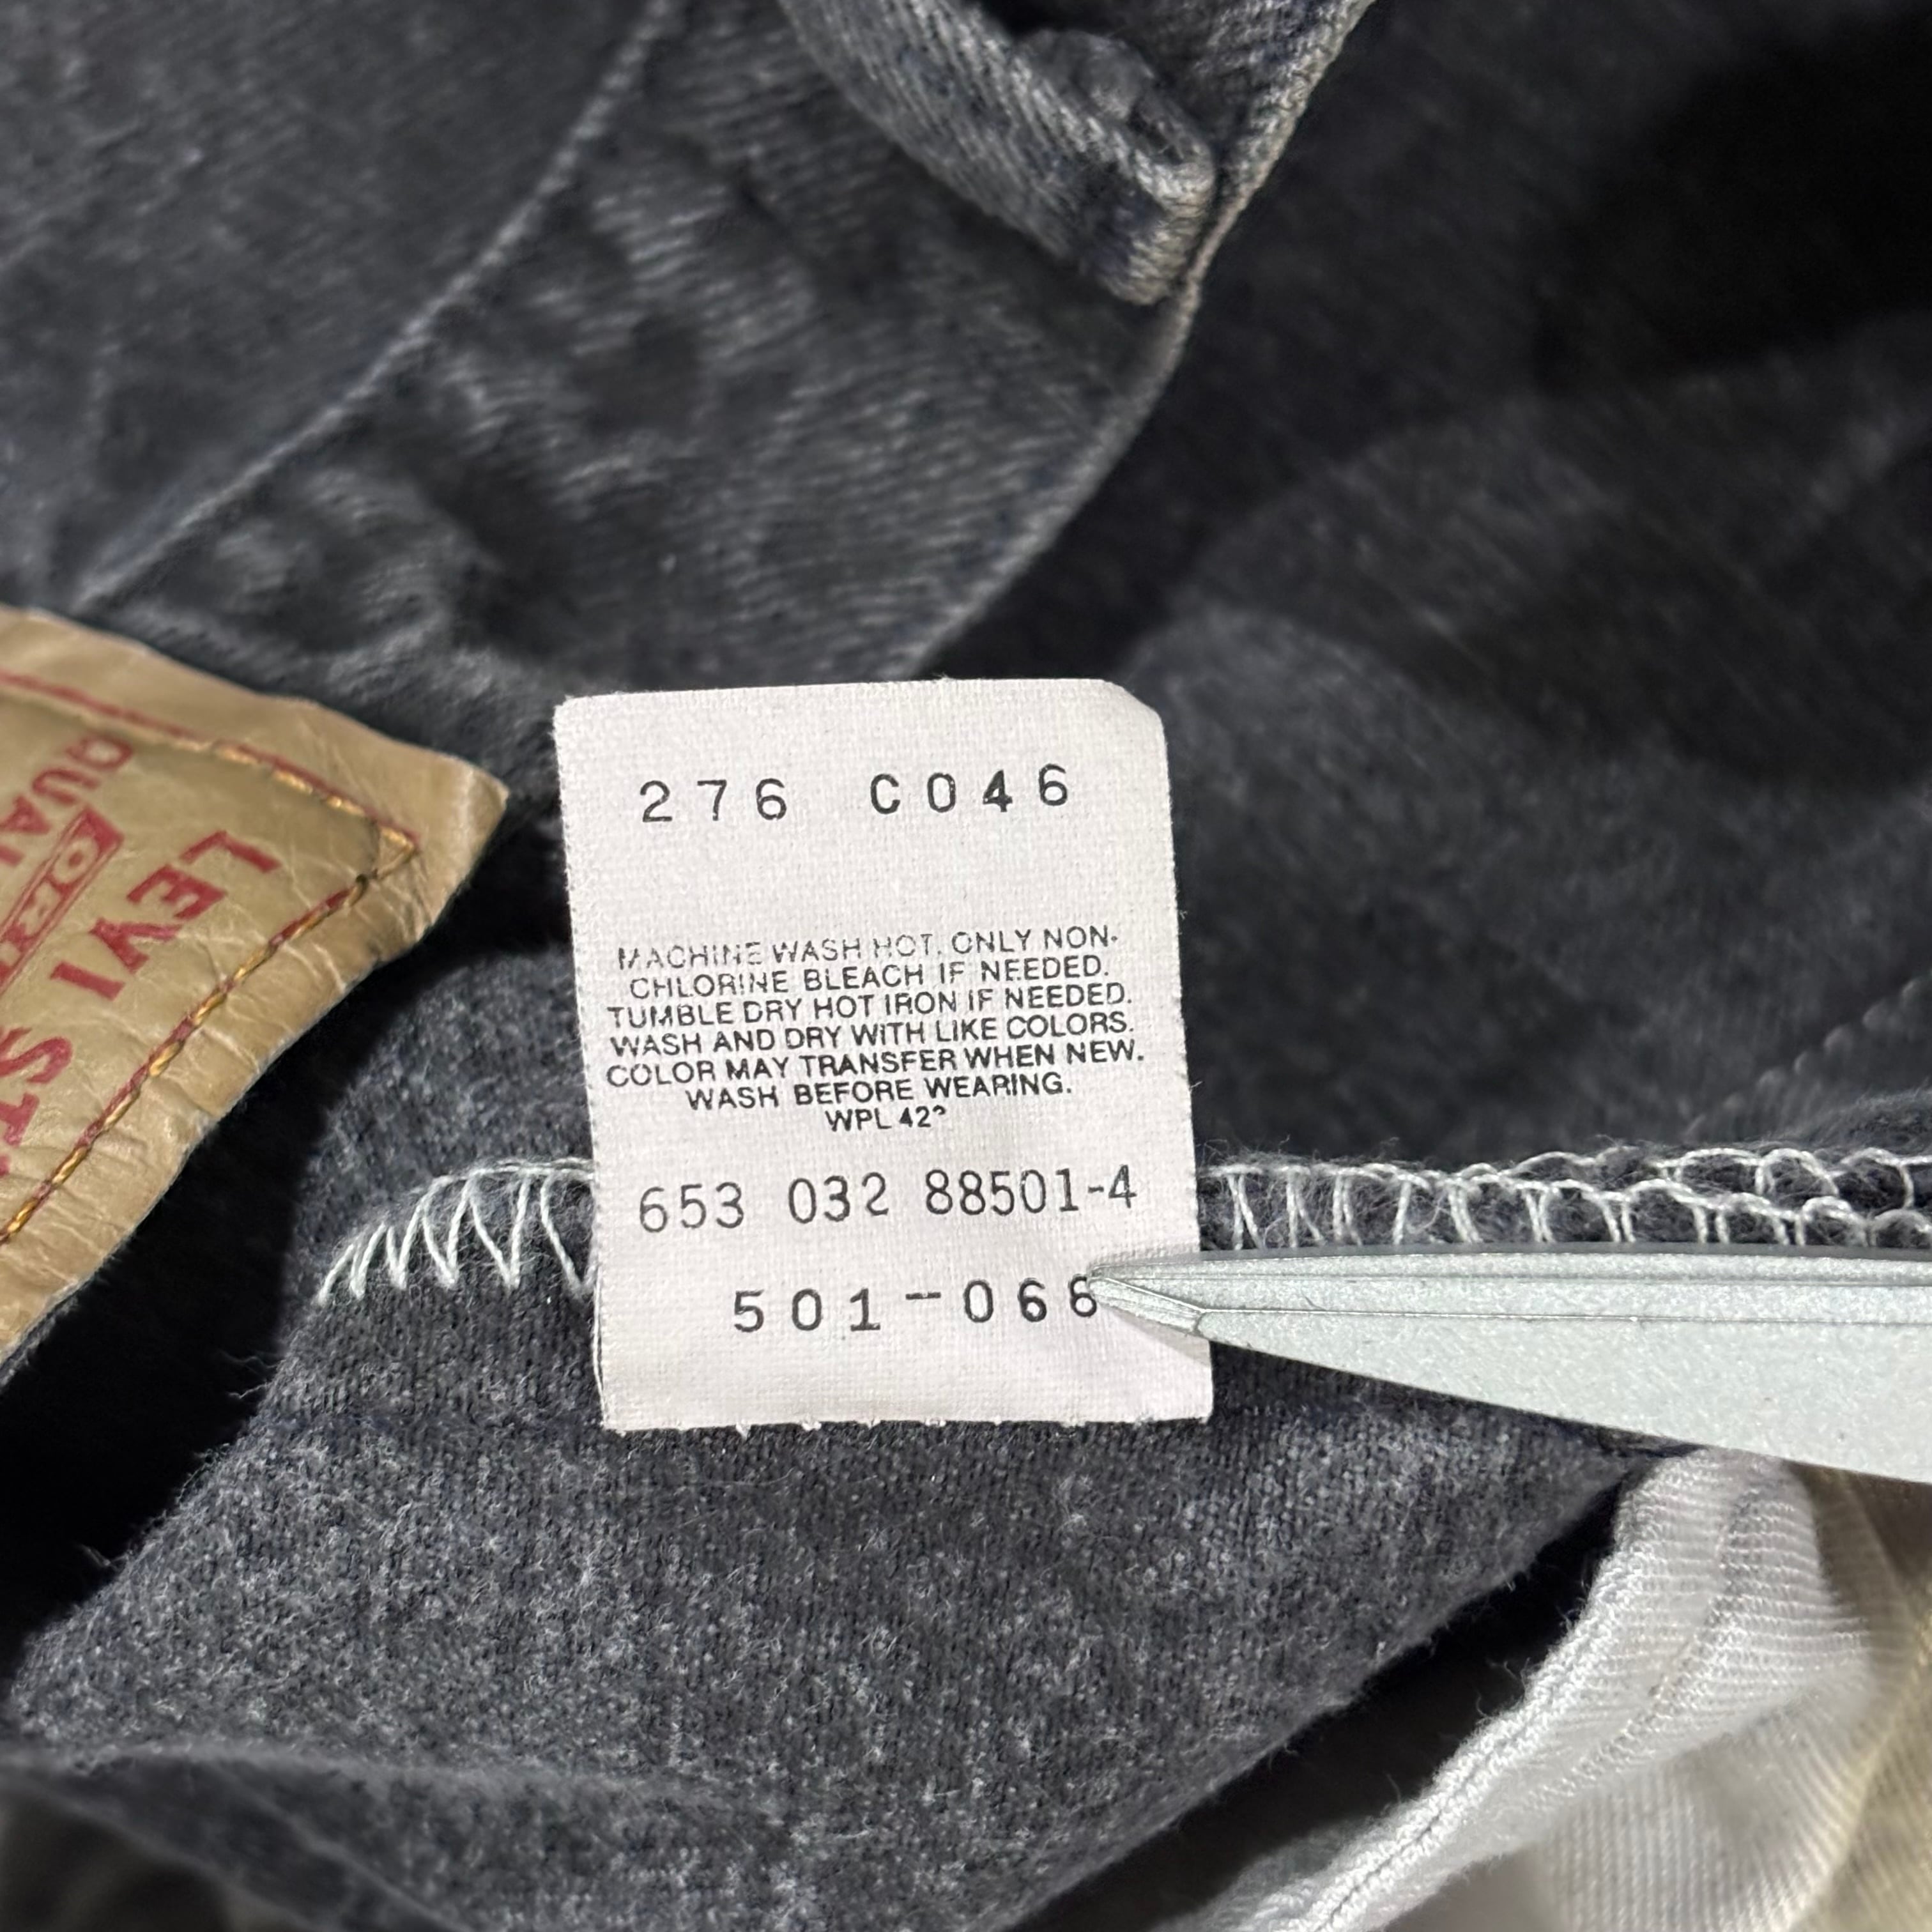 276 C046
MACHINE WASH HOT. ONLY NON-
CHLORINE BLEACH IF NEEDED.
TUMBLE DRY HOT IRON IF NEEDED.
WASH AND DRY WITH LIKE COLORS.
COLOR MAY TRANSFER WHEN NEW.
WASH BEFORE WEARING.
WPL 423
653 032 88501-4
501-066
LEVI